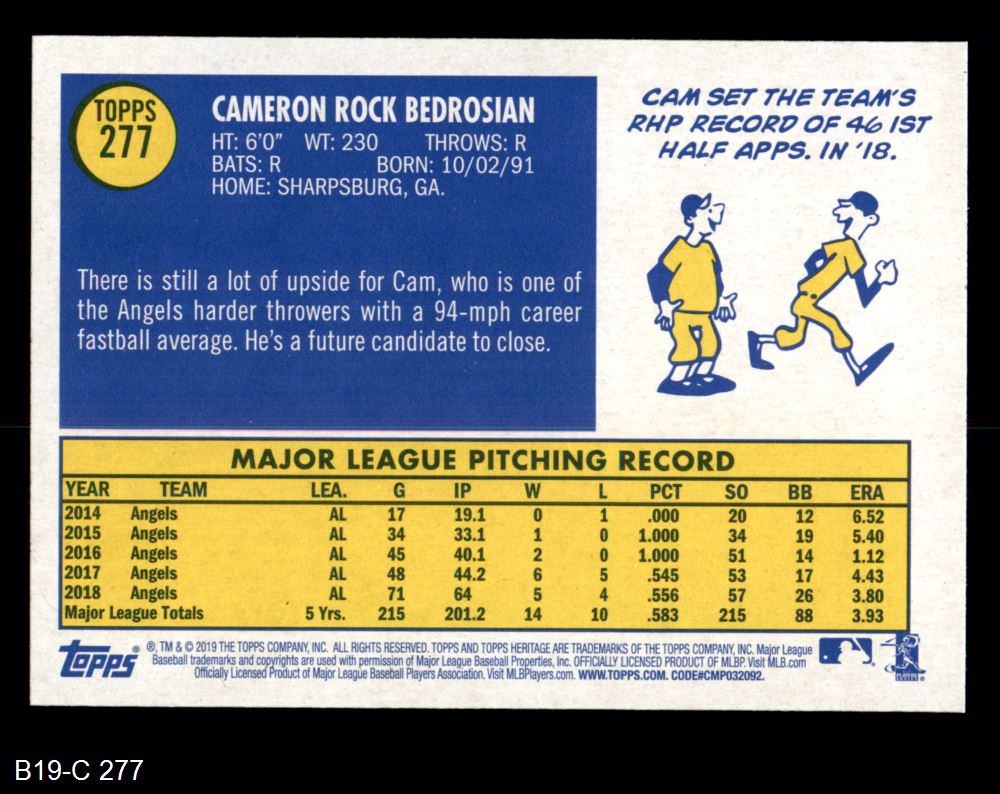 TOPPS
277
CAMERON ROCK BEDROSIAN
HT: 6'0" WT: 230 THROWS: R
BATS: R BORN: 10/02/91
HOME: SHARPSBURG, GA.
There is still a lot of upside for Cam, who is one of
the Angels harder throwers with a 94-mph career
fastball average. He's a future candidate to close.
CAM SET THE TEAM'S
RHP RECORD OF 46 1ST
HALF APPS. IN '18.
MAJOR LEAGUE PITCHING RECORD
YEAR TEAM LEA. G IP W L PCT SO BB ERA
2014 Angels AL 17 19.1 0 1 .000 20 12 6.52
2015 Angels AL 34 33.1 1 0 1.000 34 19 5.40
2016 Angels AL 45 40.1 2 0 1.000 51 14 1.12
2017 Angels AL 48 44.2 6 5 .545 53 17 4.43
2018 Angels AL 71 64 5 4 .556 57 26 3.80
Major League Totals 5 Yrs. 215 201.2 14 10 .583 215 88 3.93
topps
®, TM & © 2019 THE TOPPS COMPANY, INC. ALL RIGHTS RESERVED. TOPPS AND TOPPS HERITAGE ARE TRADEMARKS OF THE TOPPS COMPANY, INC. Major League
Baseball trademarks and copyrights are used with permission of Major League Baseball Properties, Inc. OFFICIALLY LICENSED PRODUCT OF MLBP. Visit MLB.com
Officially Licensed Product of Major League Baseball Players Association. Visit MLBPlayers.com. WWW.TOPPS.COM. CODE#CMP032092.
B19-C 277